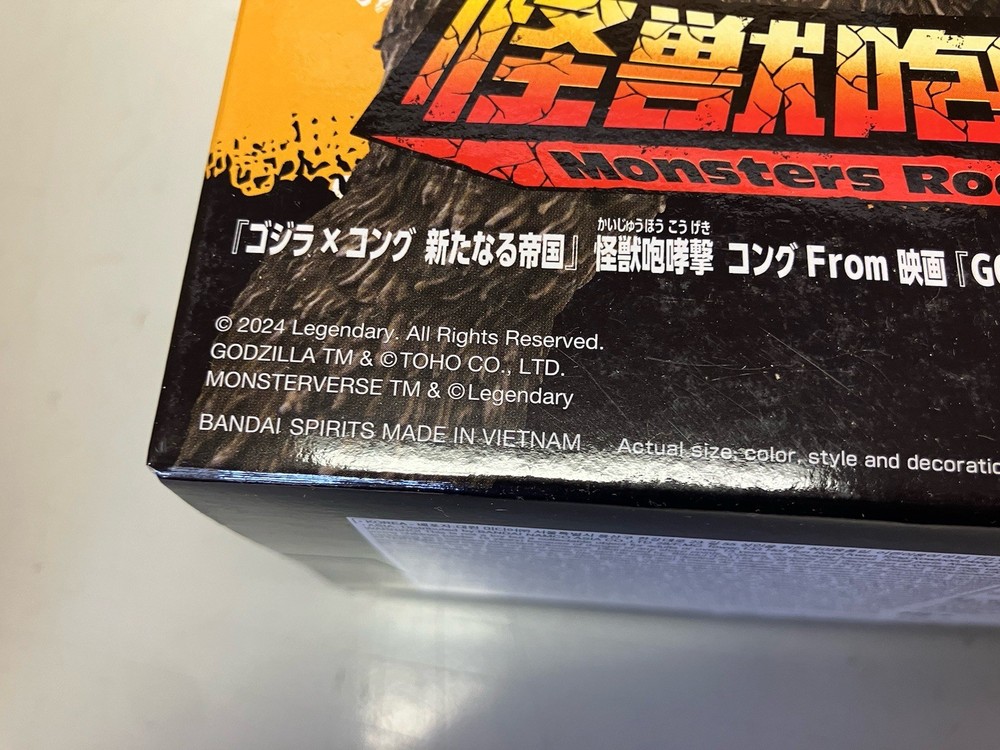 怪獣咆
Monsters Ro
かいじゅうほうこうげき
『ゴジラ×コング 新たなる帝国』 怪獣咆哮撃 コング From 映画『G
© 2024 Legendary. All Rights Reserved.
GODZILLA TM & © TOHO CO., LTD.
MONSTERVERSE TM & © Legendary
BANDAI SPIRITS MADE IN VIETNAM
Actual size, color, style and decoratio